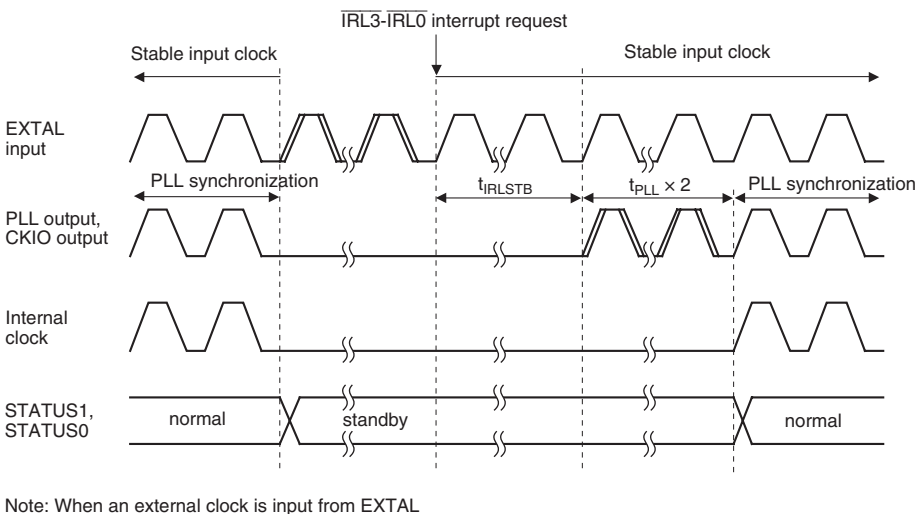 IRL3-IRL0 interrupt request
Stable input clock
Stable input clock
EXTAL
input
PLL synchronization
tIRLSTB
tPLL × 2
PLL synchronization
PLL output,
CKIO output
Internal
clock
STATUS1,
STATUS0
normal
standby
normal
Note: When an external clock is input from EXTAL